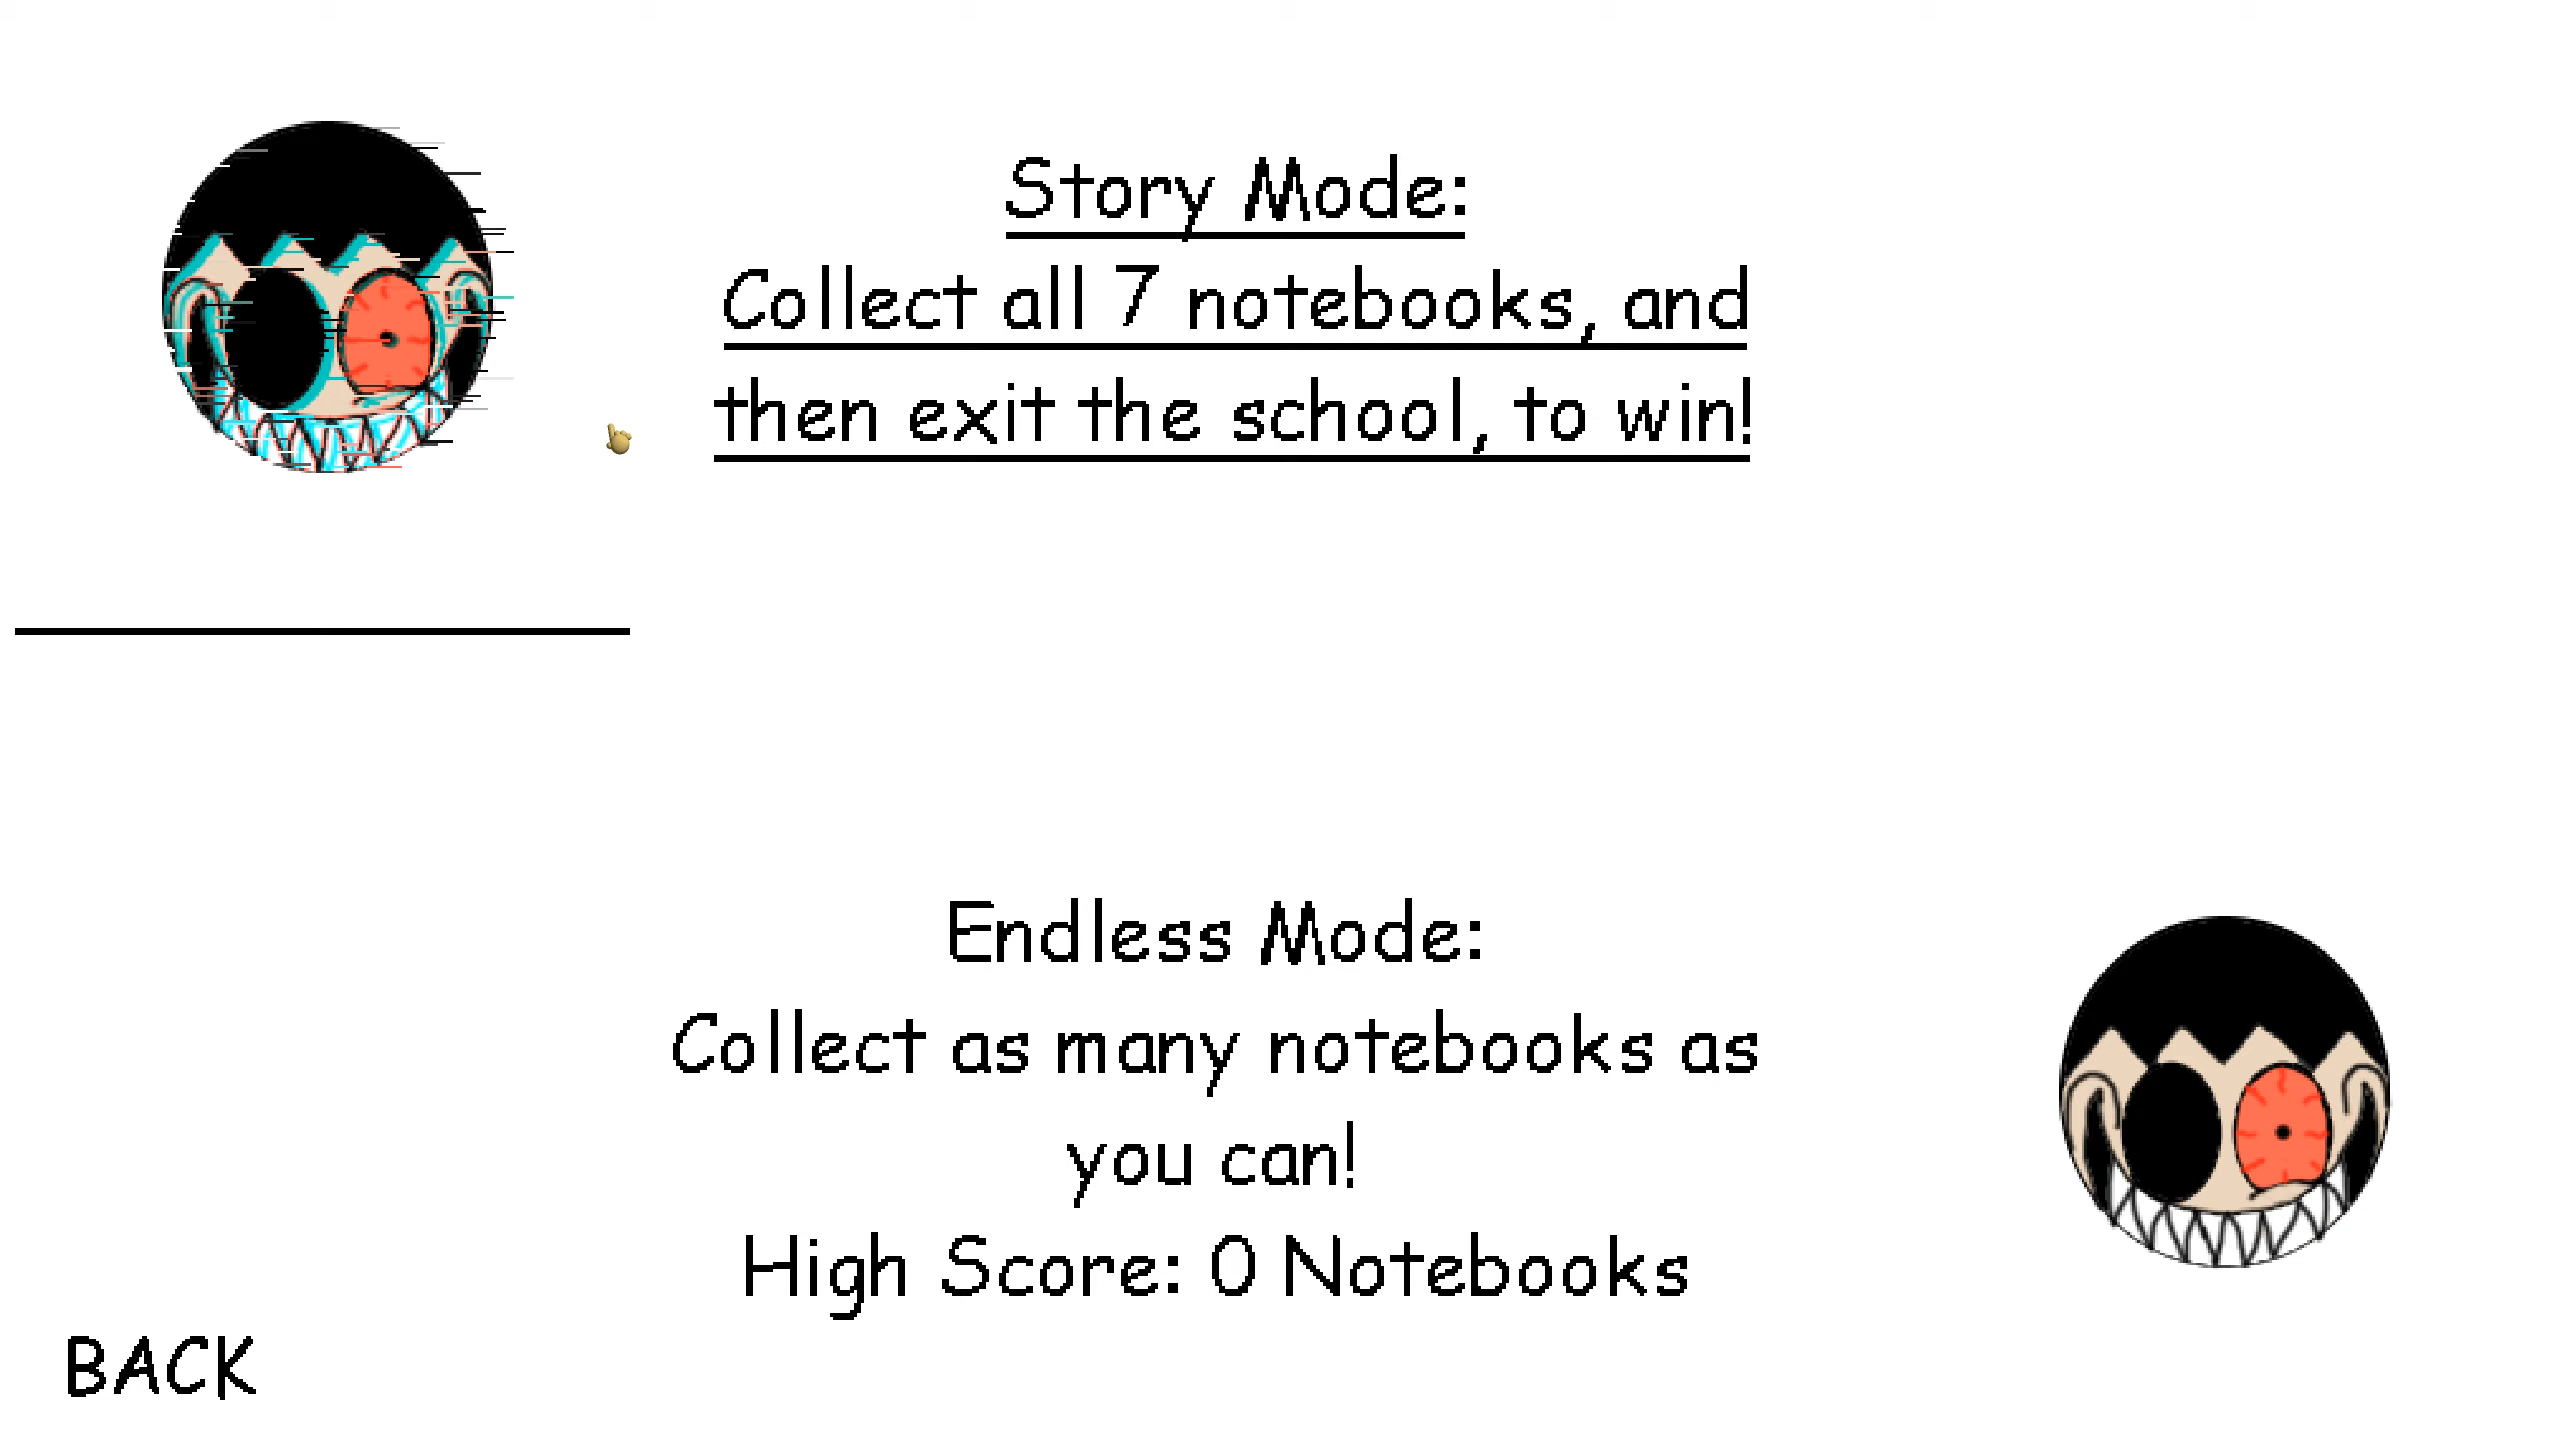 Story Mode:
Collect all 7 notebooks, and
then exit the school, to win!
Endless Mode:
Collect as many notebooks as
you can!
High Score: 0 Notebooks
BACK